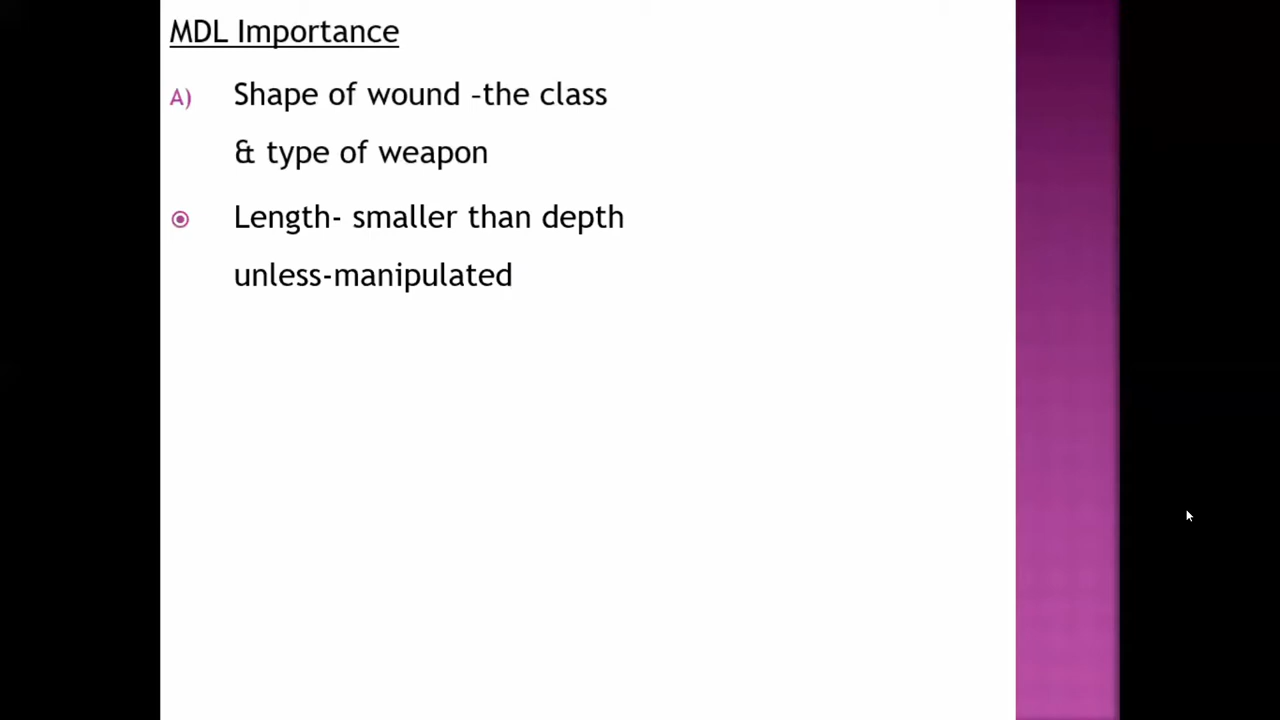 MDL Importance
A) Shape of wound –the class
& type of weapon
Length- smaller than depth
unless-manipulated